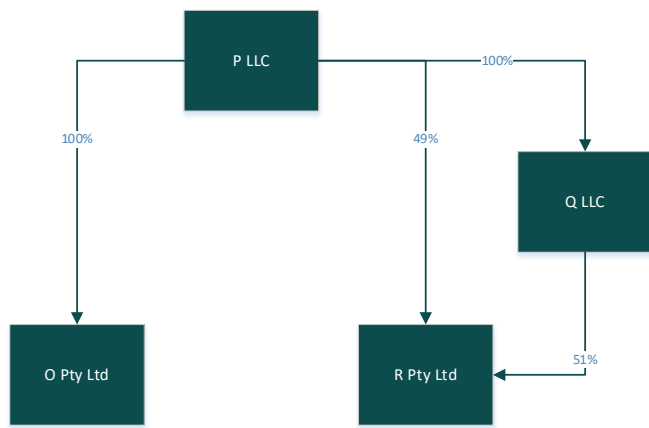 P LLC
100%
100%
49%
Q LLC
O Pty Ltd
R Pty Ltd
51%